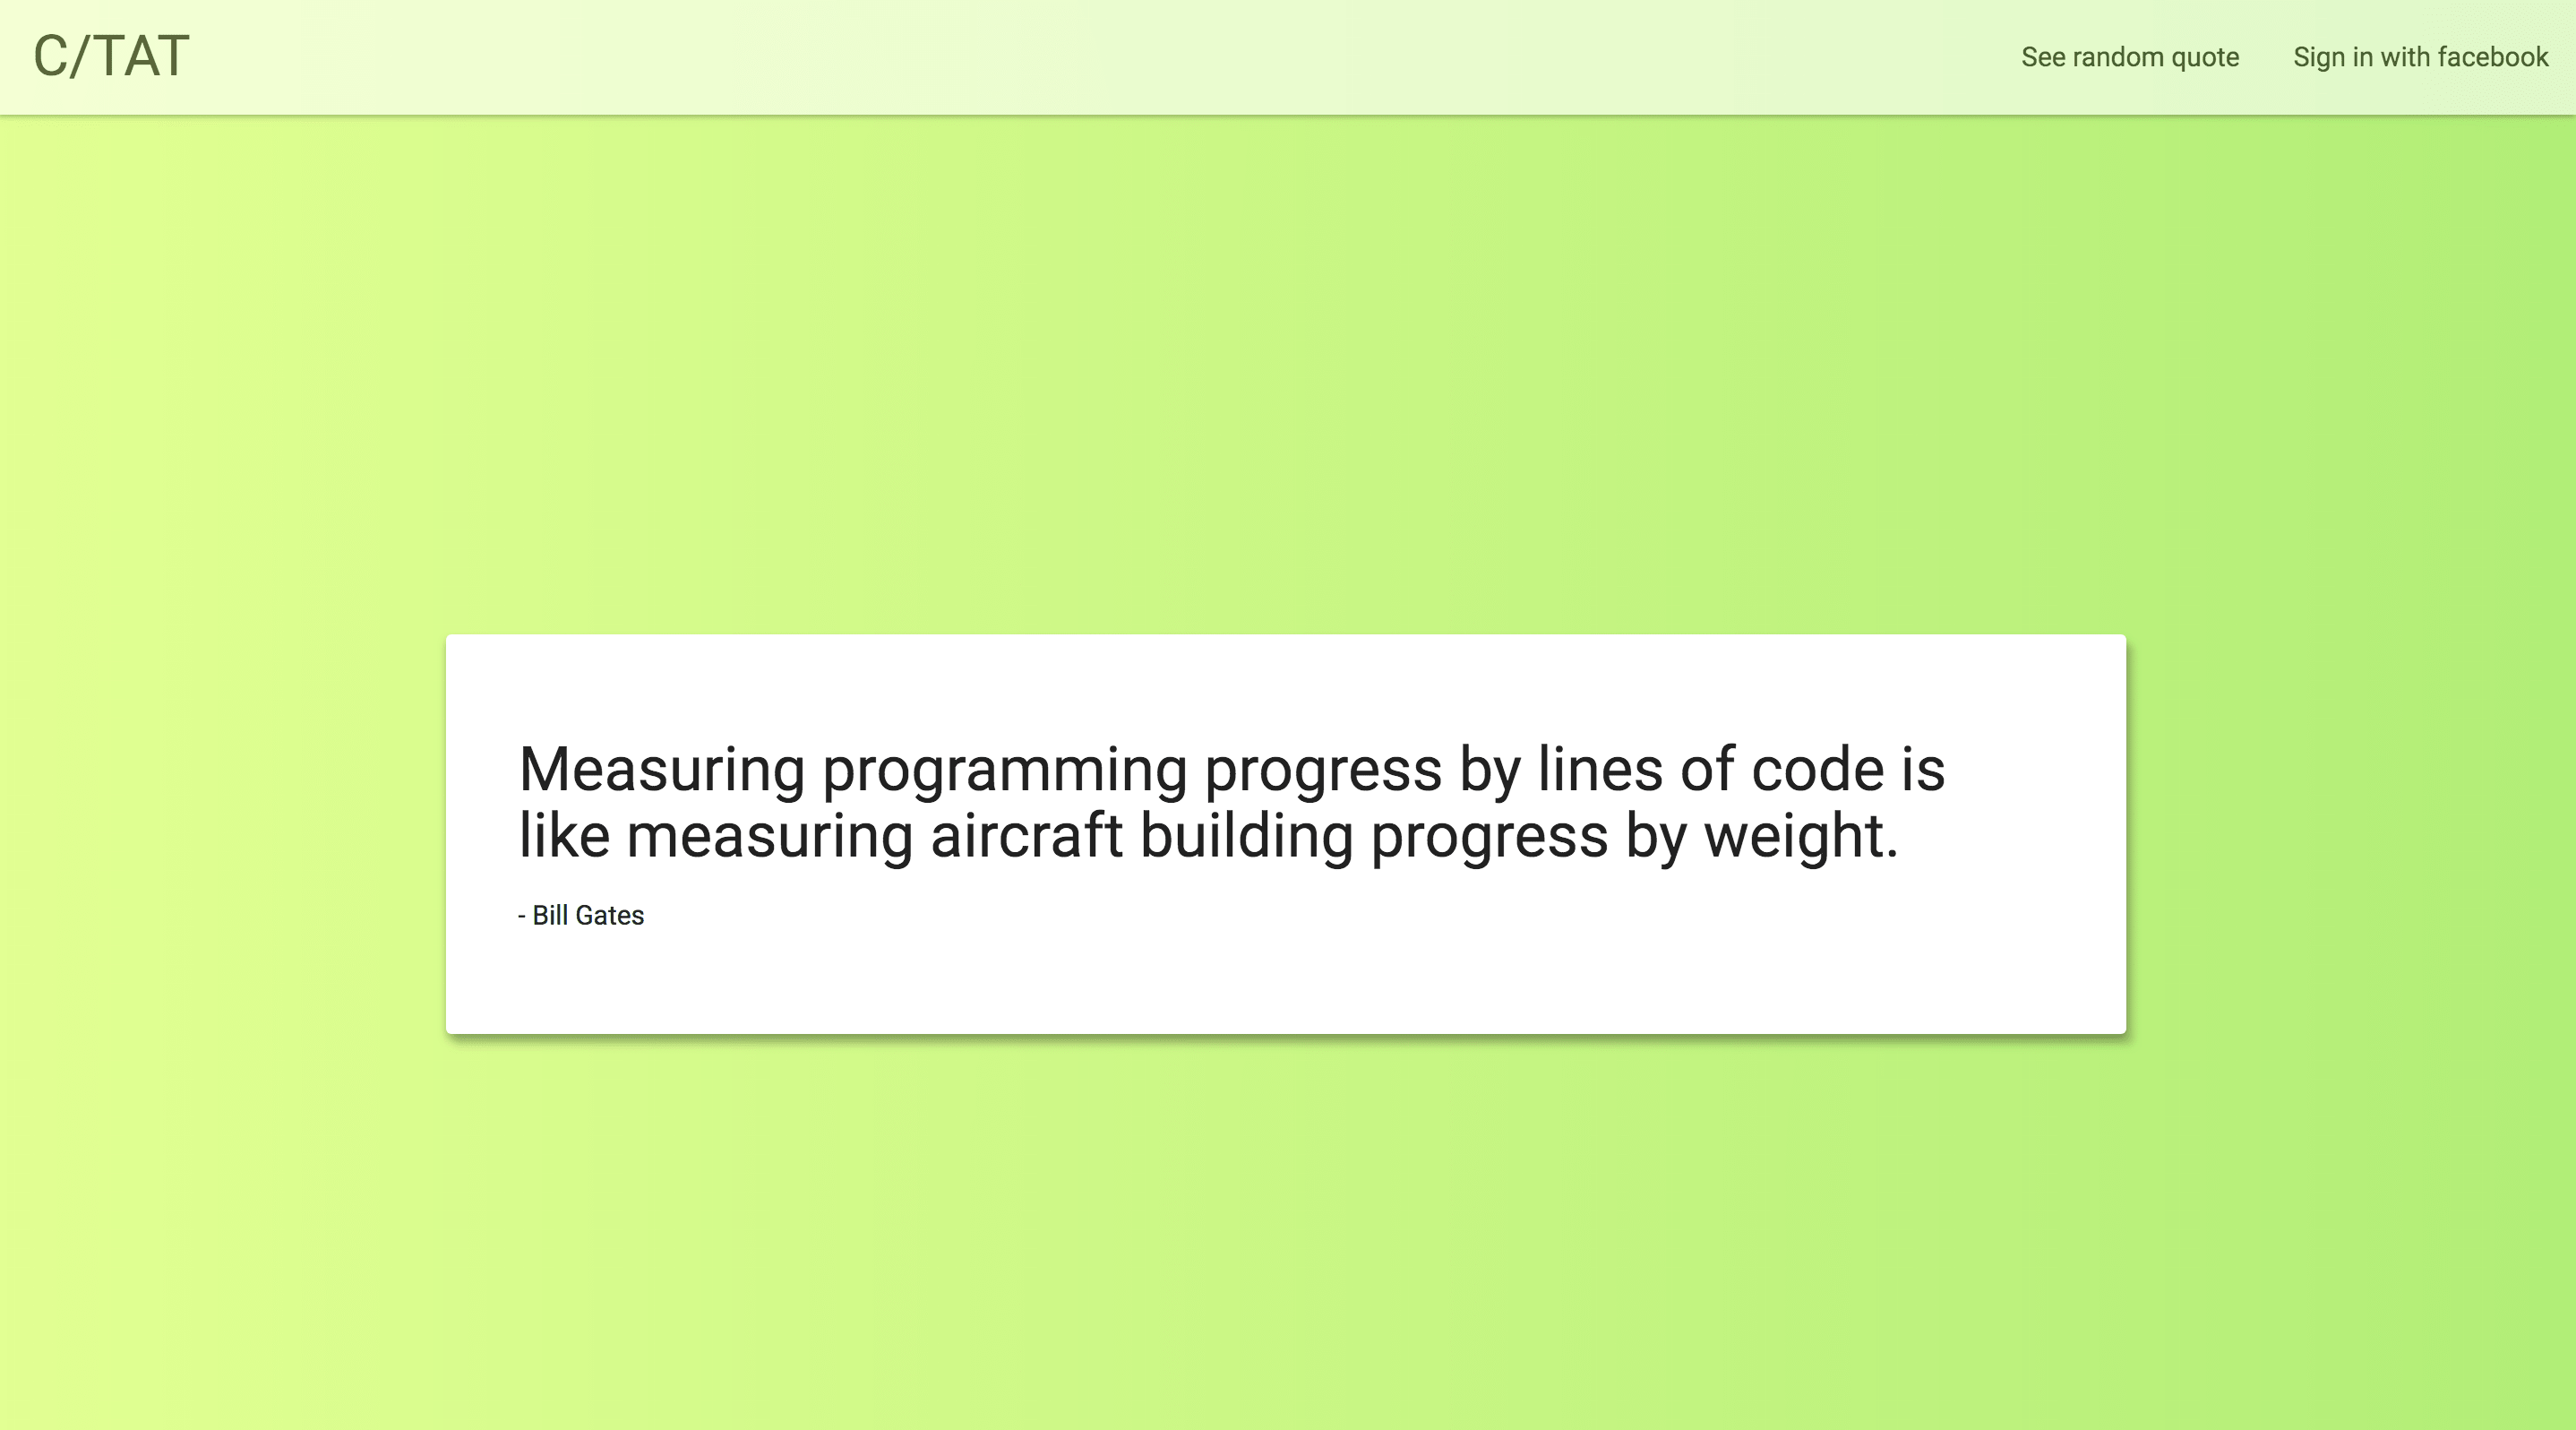 C/TAT
See random quote
Sign in with facebook
Measuring programming progress by lines of code is
like measuring aircraft building progress by weight.
- Bill Gates